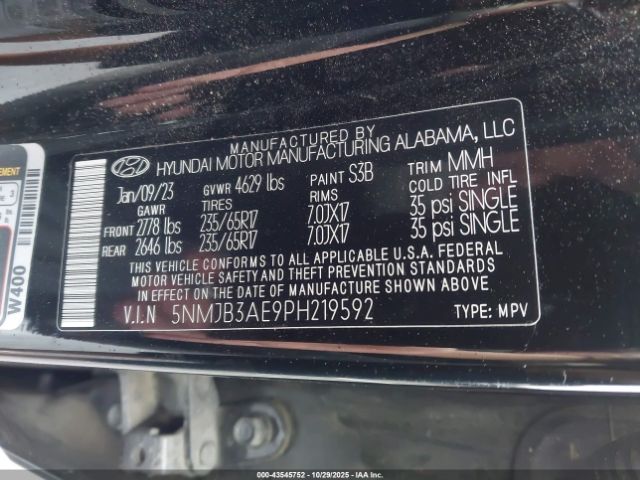 MANUFACTURED BY
HYUNDAI MOTOR MANUFACTURING ALABAMA, LLC
Jan/09/23 GVWR 4629 lbs PAINT S3B TRIM MMH
GAWR TIRES RIMS COLD TIRE INFL
FRONT 2778 lbs 235/65R17 7.0JX17 35 psi SINGLE
REAR 2646 lbs 235/65R17 7.0JX17 35 psi SINGLE
THIS VEHICLE CONFORMS TO ALL APPLICABLE U.S.A. FEDERAL
MOTOR VEHICLE SAFETY AND THEFT PREVENTION STANDARDS
IN EFFECT ON THE DATE OF MANUFACTURE SHOWN ABOVE.
V.I.N 5NMJB3AE9PH219592 TYPE: MPV
W400
000-43545752 - 10/29/2025 - IAAI.COM